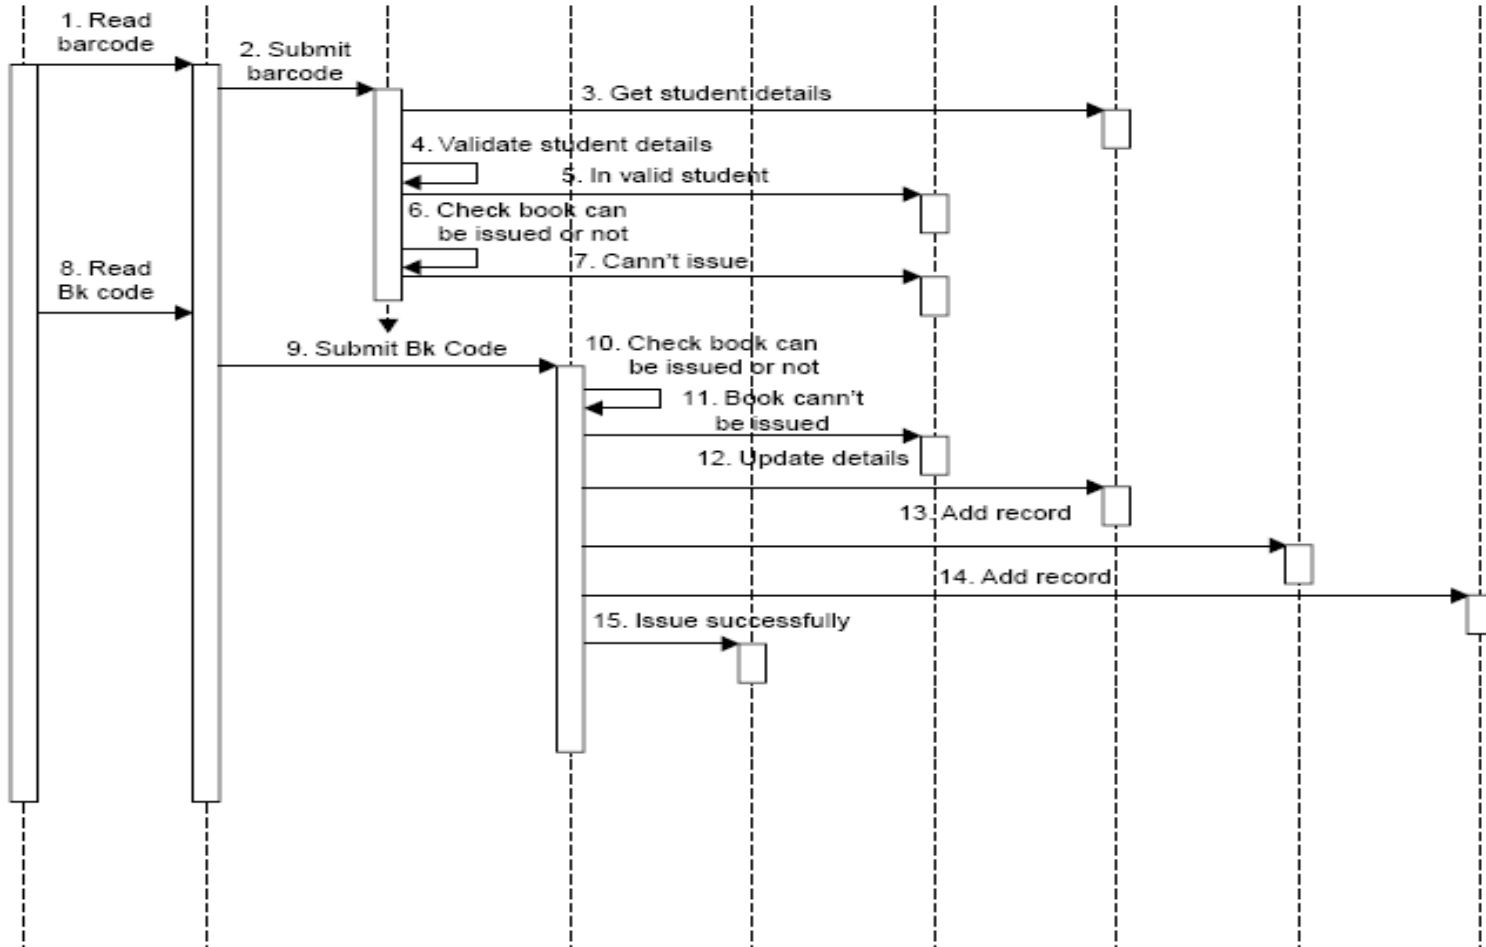 1. Read
barcode
2. Submit
barcode
3. Get student details
4. Validate student details
5. In valid student
6. Check book can
be issued or not
7. Cann't issue
8. Read
Bk code
9. Submit Bk Code
10. Check book can
be issued or not
11. Book cann't
be issued
12. Update details
13. Add record
14. Add record
15. Issue successfully